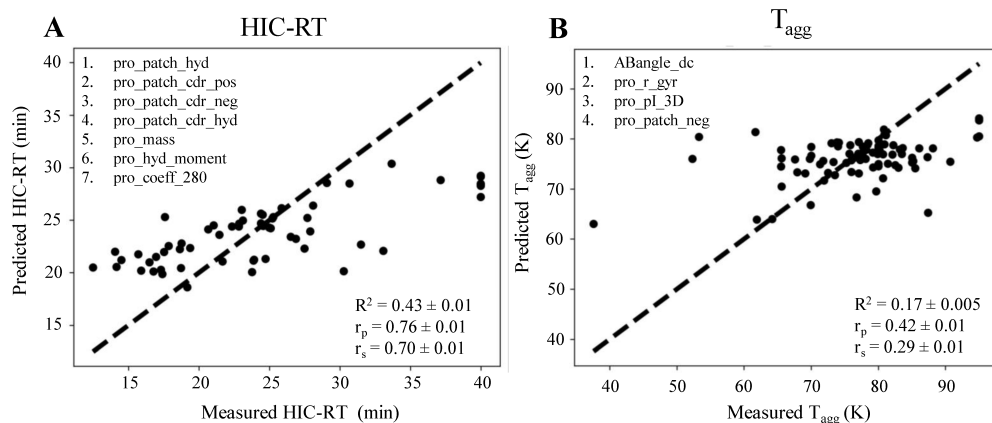 A
HIC-RT
1. pro_patch_hyd
2. pro_patch_cdr_pos
3. pro_patch_cdr_neg
4. pro_patch_cdr_hyd
5. pro_mass
6. pro_hyd_moment
7. pro_coeff_280
Predicted HIC-RT (min)
40
35
30
25
20
15
R² = 0.43 ± 0.01
rₚ = 0.76 ± 0.01
rₛ = 0.70 ± 0.01
15 20 25 30 35 40
Measured HIC-RT (min)
B
Tagg
1. ABangle_dc
2. pro_r_gyr
3. pro_pI_3D
4. pro_patch_neg
Predicted Tagg (K)
90
80
70
60
50
40
R² = 0.17 ± 0.005
rₚ = 0.42 ± 0.01
rₛ = 0.29 ± 0.01
40 50 60 70 80 90
Measured Tagg (K)